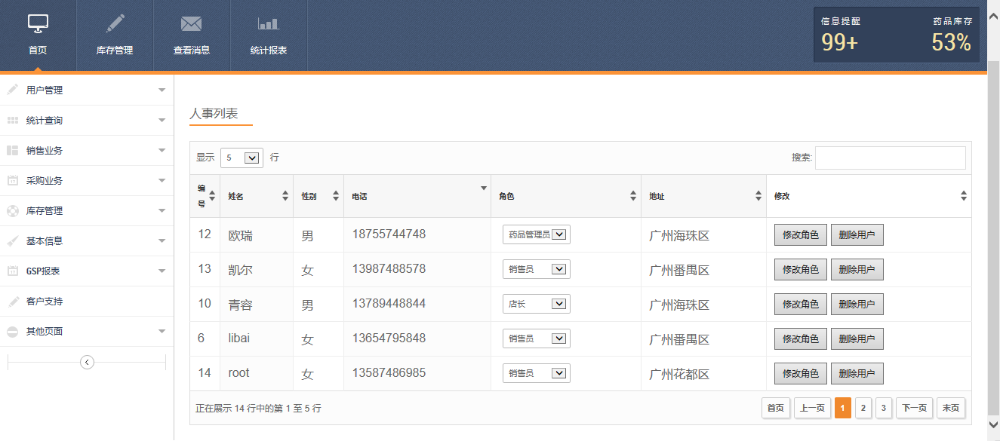 首页 库存管理 查看消息 统计报表
信息提醒 药品库存
99+ 53%
用户管理
统计查询
销售业务
采购业务
库存管理
基本信息
GSP报表
客户支持
其他页面
人事列表
显示 5 行 搜索:
编号 姓名 性别 电话 角色 地址 修改
12 欧瑞 男 18755744748 药品管理员 广州海珠区 修改角色 删除用户
13 凯尔 女 13987488578 销售员 广州番禺区 修改角色 删除用户
10 青容 男 13789448844 店长 广州海珠区 修改角色 删除用户
6 libai 女 13654795848 销售员 广州番禺区 修改角色 删除用户
14 root 女 13587486985 销售员 广州花都区 修改角色 删除用户
正在展示 14 行中的第 1 至 5 行 首页 上一页 1 2 3 下一页 末页